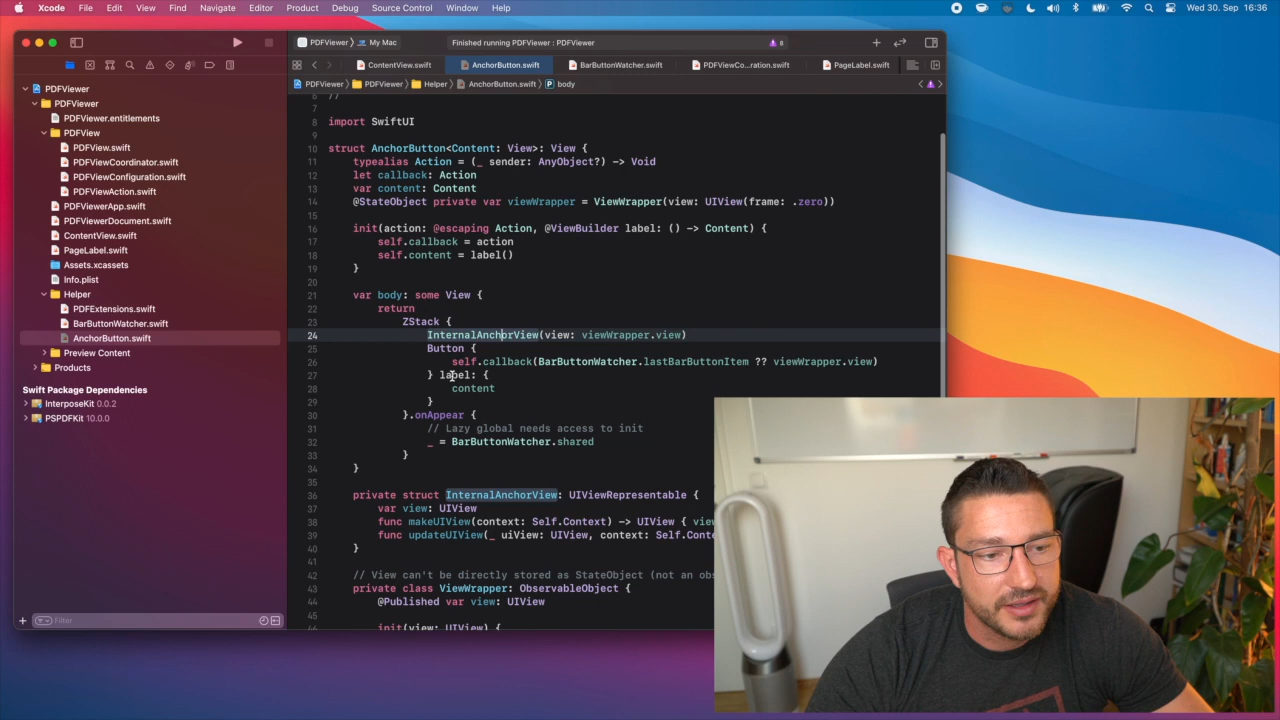 Xcode File Edit View Find Navigate Editor Product Debug Source Control Window Help Wed 30. Sep 16:36
PDFViewer My Mac Finished running PDFViewer : PDFViewer 8
ContentView.swift AnchorButton.swift BarButtonWatcher.swift PDFViewCo...ration.swift PageLabel.swift
PDFViewer PDFViewer Helper AnchorButton.swift P body
PDFViewer
PDFViewer
PDFViewer.entitlements
PDFView
PDFView.swift
PDFViewCoordinator.swift
PDFViewConfiguration.swift
PDFViewAction.swift
PDFViewerApp.swift
PDFViewerDocument.swift
ContentView.swift
PageLabel.swift
Assets.xcassets
Info.plist
Helper
PDFExtensions.swift
BarButtonWatcher.swift
AnchorButton.swift
Preview Content
Products
Swift Package Dependencies
InterposeKit 0.0.2
PSPDFKit 10.0.0
Filter
6 //
7
8 import SwiftUI
9
10 struct AnchorButton<Content: View>: View {
11 typealias Action = (_ sender: AnyObject?) -> Void
12 let callback: Action
13 var content: Content
14 @StateObject private var viewWrapper = ViewWrapper(view: UIView(frame: .zero))
15
16 init(action: @escaping Action, @ViewBuilder label: () -> Content) {
17 self.callback = action
18 self.content = label()
19 }
20
21 var body: some View {
22 return
23 ZStack {
24 InternalAnchorView(view: viewWrapper.view)
25 Button {
26 self.callback(BarButtonWatcher.lastBarButtonItem ?? viewWrapper.view)
27 } label: {
28 content
29 }
30 }.onAppear {
31 // Lazy global needs access to init
32 _ = BarButtonWatcher.shared
33 }
34 }
35
36 private struct InternalAnchorView: UIViewRepresentable {
37 var view: UIView
38 func makeUIView(context: Self.Context) -> UIView { view
39 func updateUIView(_ uiView: UIView, context: Self.Conte
40 }
41
42 // View can't be directly stored as StateObject (not an obs
43 private class ViewWrapper: ObservableObject {
44 @Published var view: UIView
45
46 init(view: UIView) {